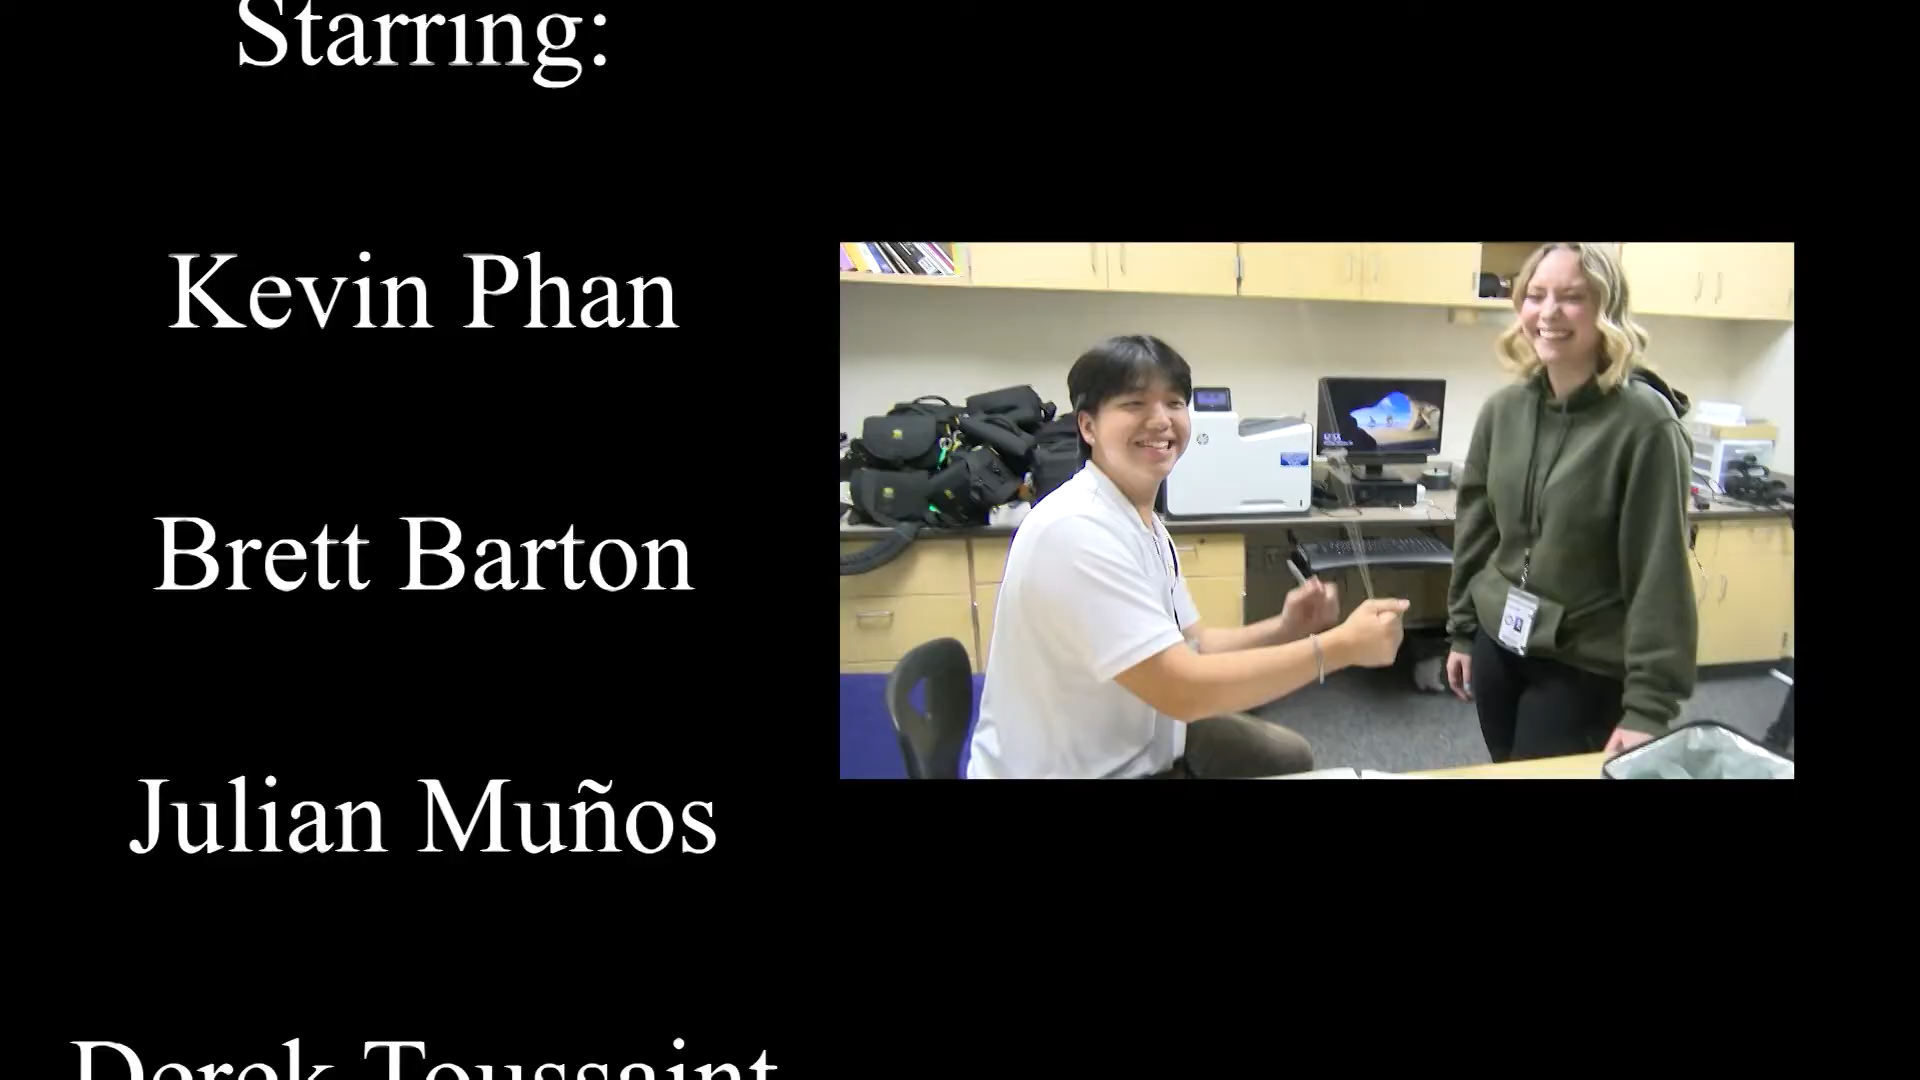 Starring:
Kevin Phan
Brett Barton
Julian Muños
Derek Toussaint